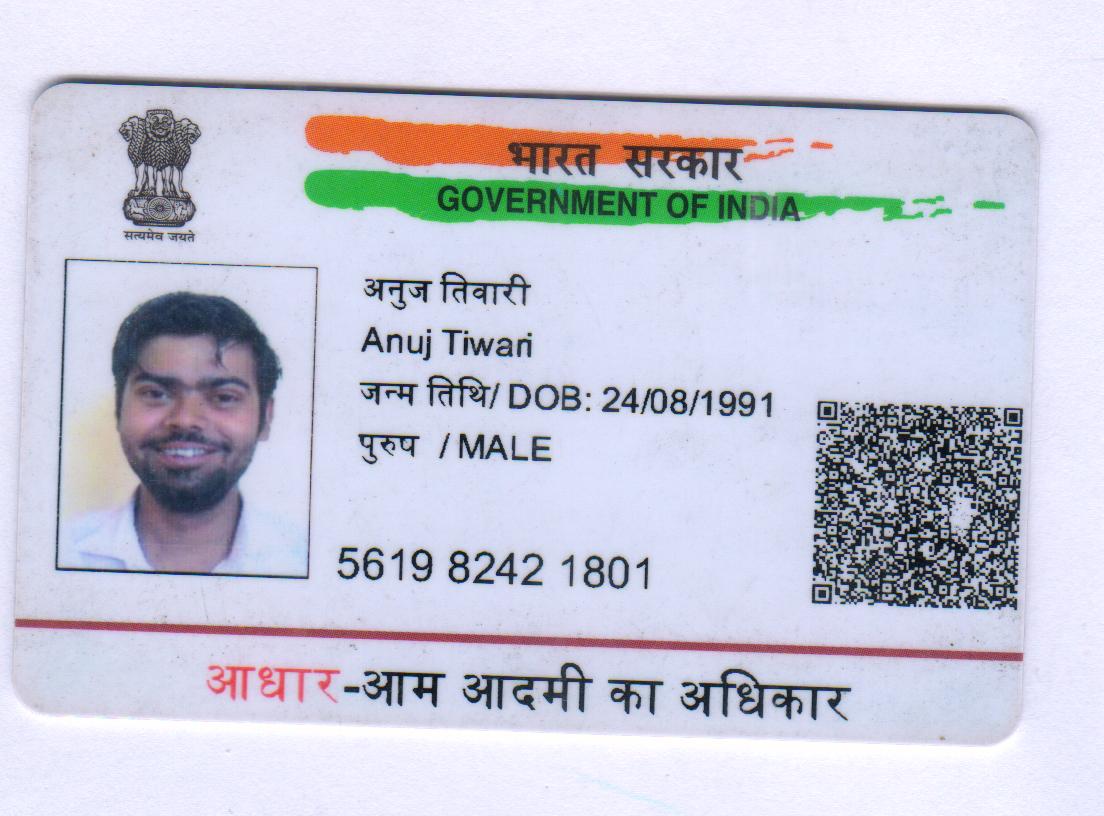 भारत सरकार
GOVERNMENT OF INDIA
सत्यमेव जयते
अनुज तिवारी
Anuj Tiwari
जन्म तिथि/ DOB: 24/08/1991
पुरुष / MALE
5619 8242 1801
आधार-आम आदमी का अधिकार